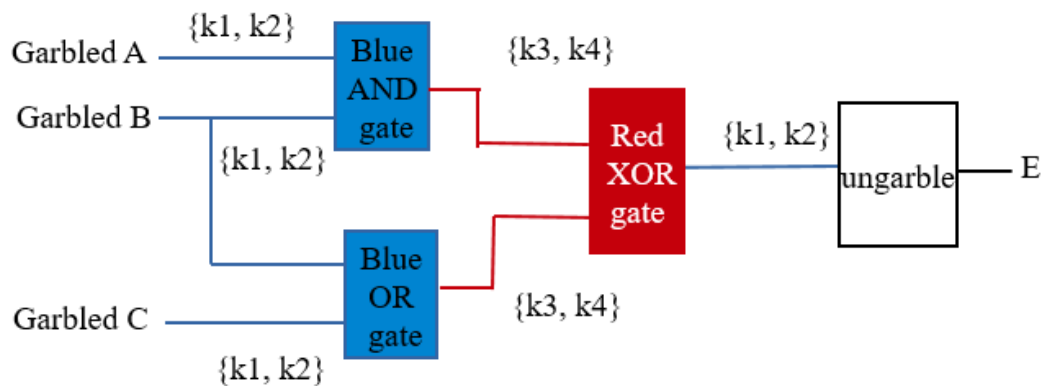 {k1, k2}
Garbled A
Blue
AND
gate
{k3, k4}
Garbled B
{k1, k2}
Red
XOR
gate
{k1, k2}
ungarble
E
Blue
OR
gate
{k3, k4}
Garbled C
{k1, k2}